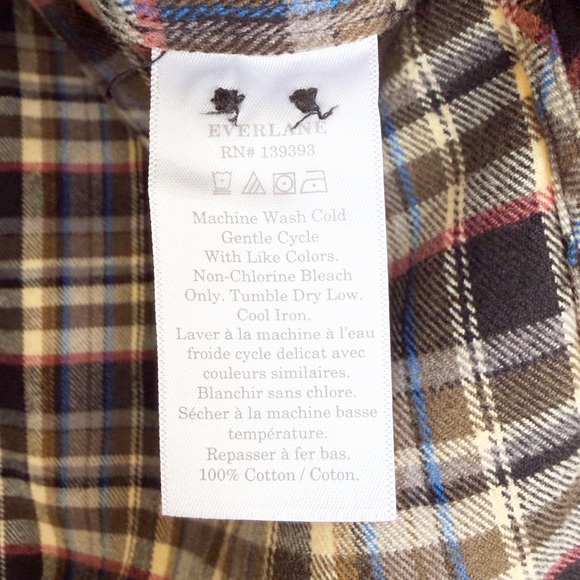 EVERLANE
RN# 139393
Machine Wash Cold
Gentle Cycle
With Like Colors.
Non-Chlorine Bleach
Only. Tumble Dry Low.
Cool Iron.
Laver à la machine à l'eau
froide cycle delicat avec
couleurs similaires.
Blanchir sans chlore.
Sécher à la machine basse
température.
Repasser à fer bas.
100% Cotton / Coton.